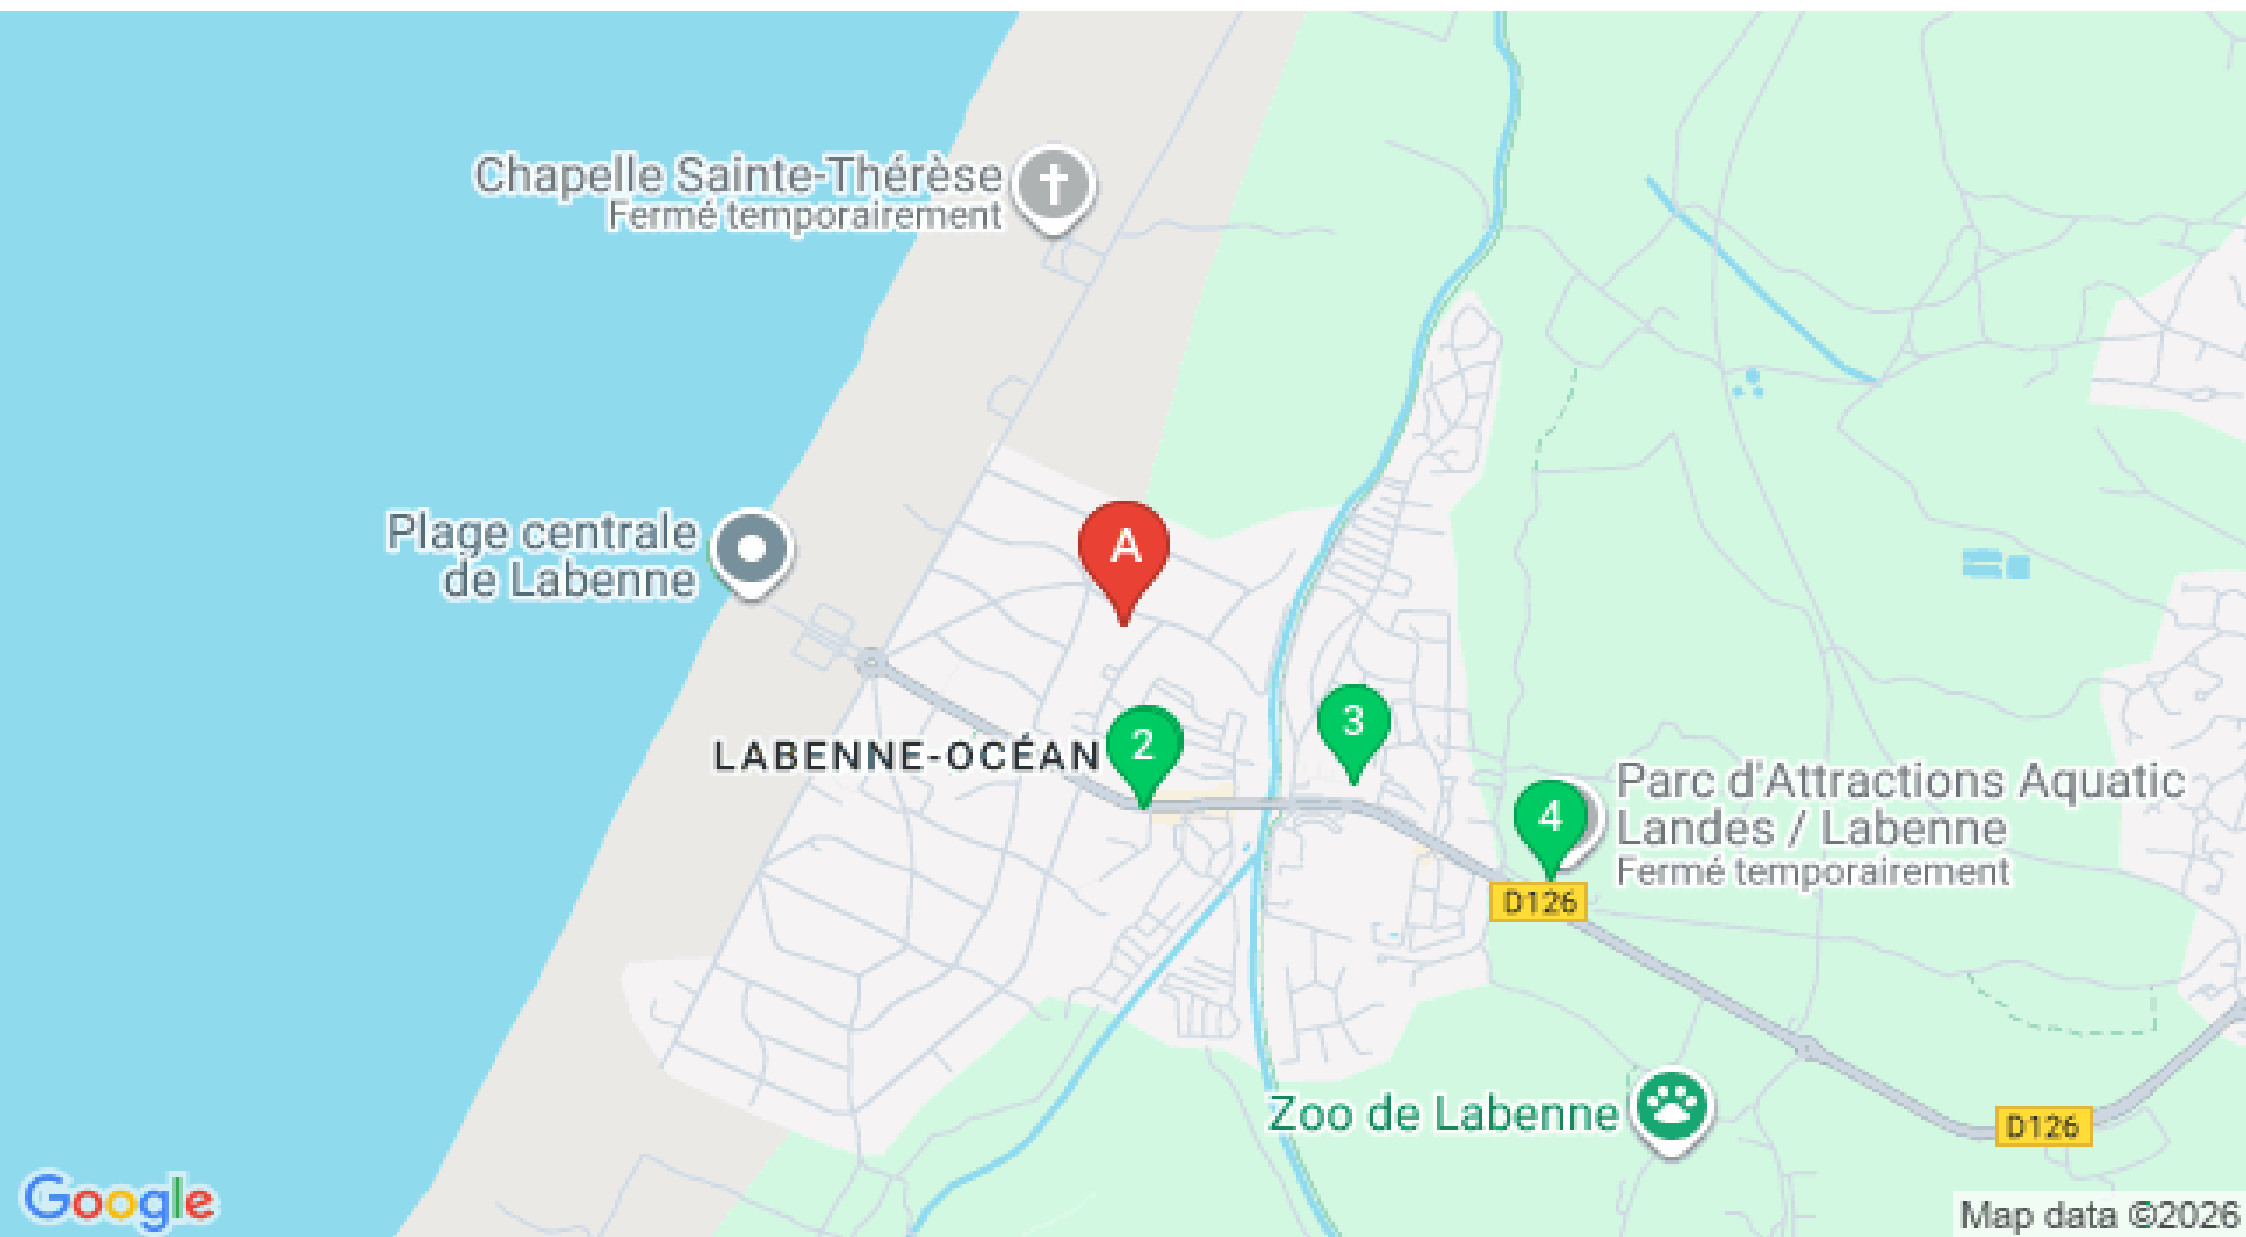 Chapelle Sainte-Thérèse
Fermé temporairement
Plage centrale
de Labenne
A
LABENNE-OCÉAN
2
3
4
Parc d'Attractions Aquatic
Landes / Labenne
Fermé temporairement
D126
Zoo de Labenne
D126
Google
Map data ©2026